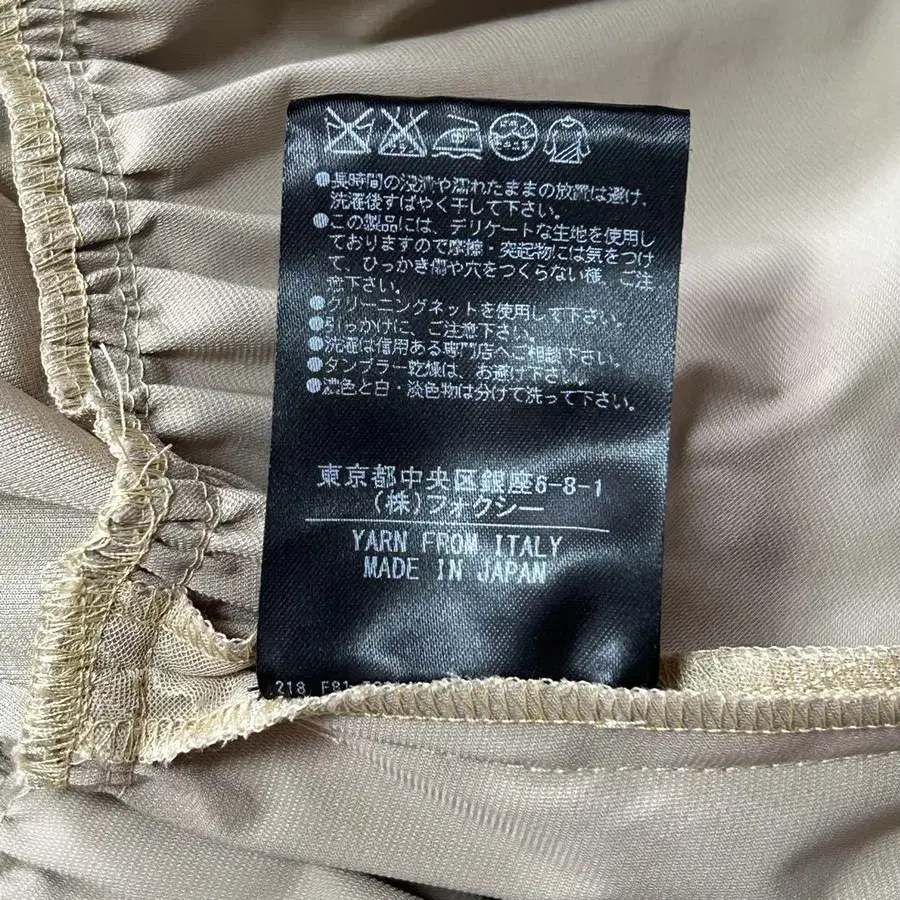 ●長時間の浸漬や濡れたままの放置は避け、
洗濯後すばやく干して下さい。
●この製品には、デリケートな生地を使用し
ておりますので摩擦・突起物には気をつけ
て、ひっかき傷や穴をつくらない様、ご注
意下さい。
●クリーニングネットを使用して下さい。
●引っかけに、ご注意下さい。
●洗濯は信用ある専門店へご相談下さい。
●タンブラー乾燥は、お避け下さい。
●濃色と白・淡色物は分けて洗って下さい。
東京都中央区銀座6-8-1
(株)フォクシー
YARN FROM ITALY
MADE IN JAPAN
218